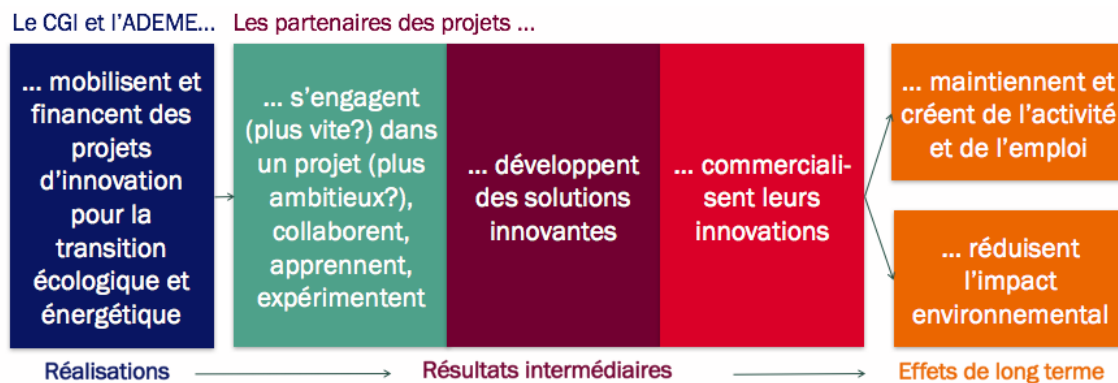 Le CGI et l'ADEME...
Les partenaires des projets ...
... mobilisent et
financent des
projets
d'innovation
pour la
transition
écologique et
énergétique
... s'engagent
(plus vite?) dans
un projet (plus
ambitieux?),
collaborent,
apprennent,
expérimentent
... développent
des solutions
innovantes
... commerciali-
sent leurs
innovations
... maintiennent et
créent de l'activité
et de l'emploi
... réduisent
l'impact
environnemental
Réalisations
Résultats intermédiaires
Effets de long terme